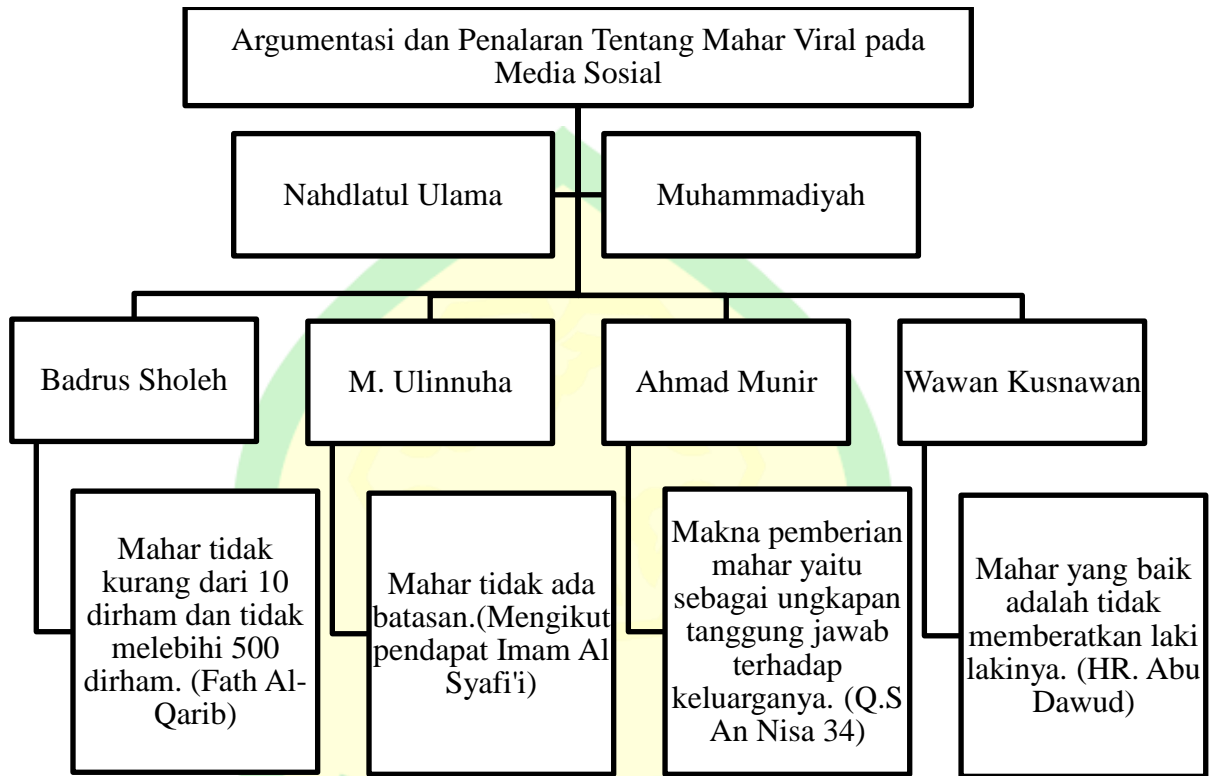 Argumentasi dan Penalaran Tentang Mahar Viral pada
Media Sosial
Nahdlatul Ulama
Muhammadiyah
Badrus Sholeh
M. Ulinnuha
Ahmad Munir
Wawan Kusnawan
Mahar tidak
kurang dari 10
dirham dan tidak
melebihi 500
dirham. (Fath Al-
Qarib)
Mahar tidak ada
batasan.(Mengikut
pendapat Imam Al
Syafi'i)
Makna pemberian
mahar yaitu
sebagai ungkapan
tanggung jawab
terhadap
keluarganya. (Q.S
An Nisa 34)
Mahar yang baik
adalah tidak
memberatkan laki
lakinya. (HR. Abu
Dawud)